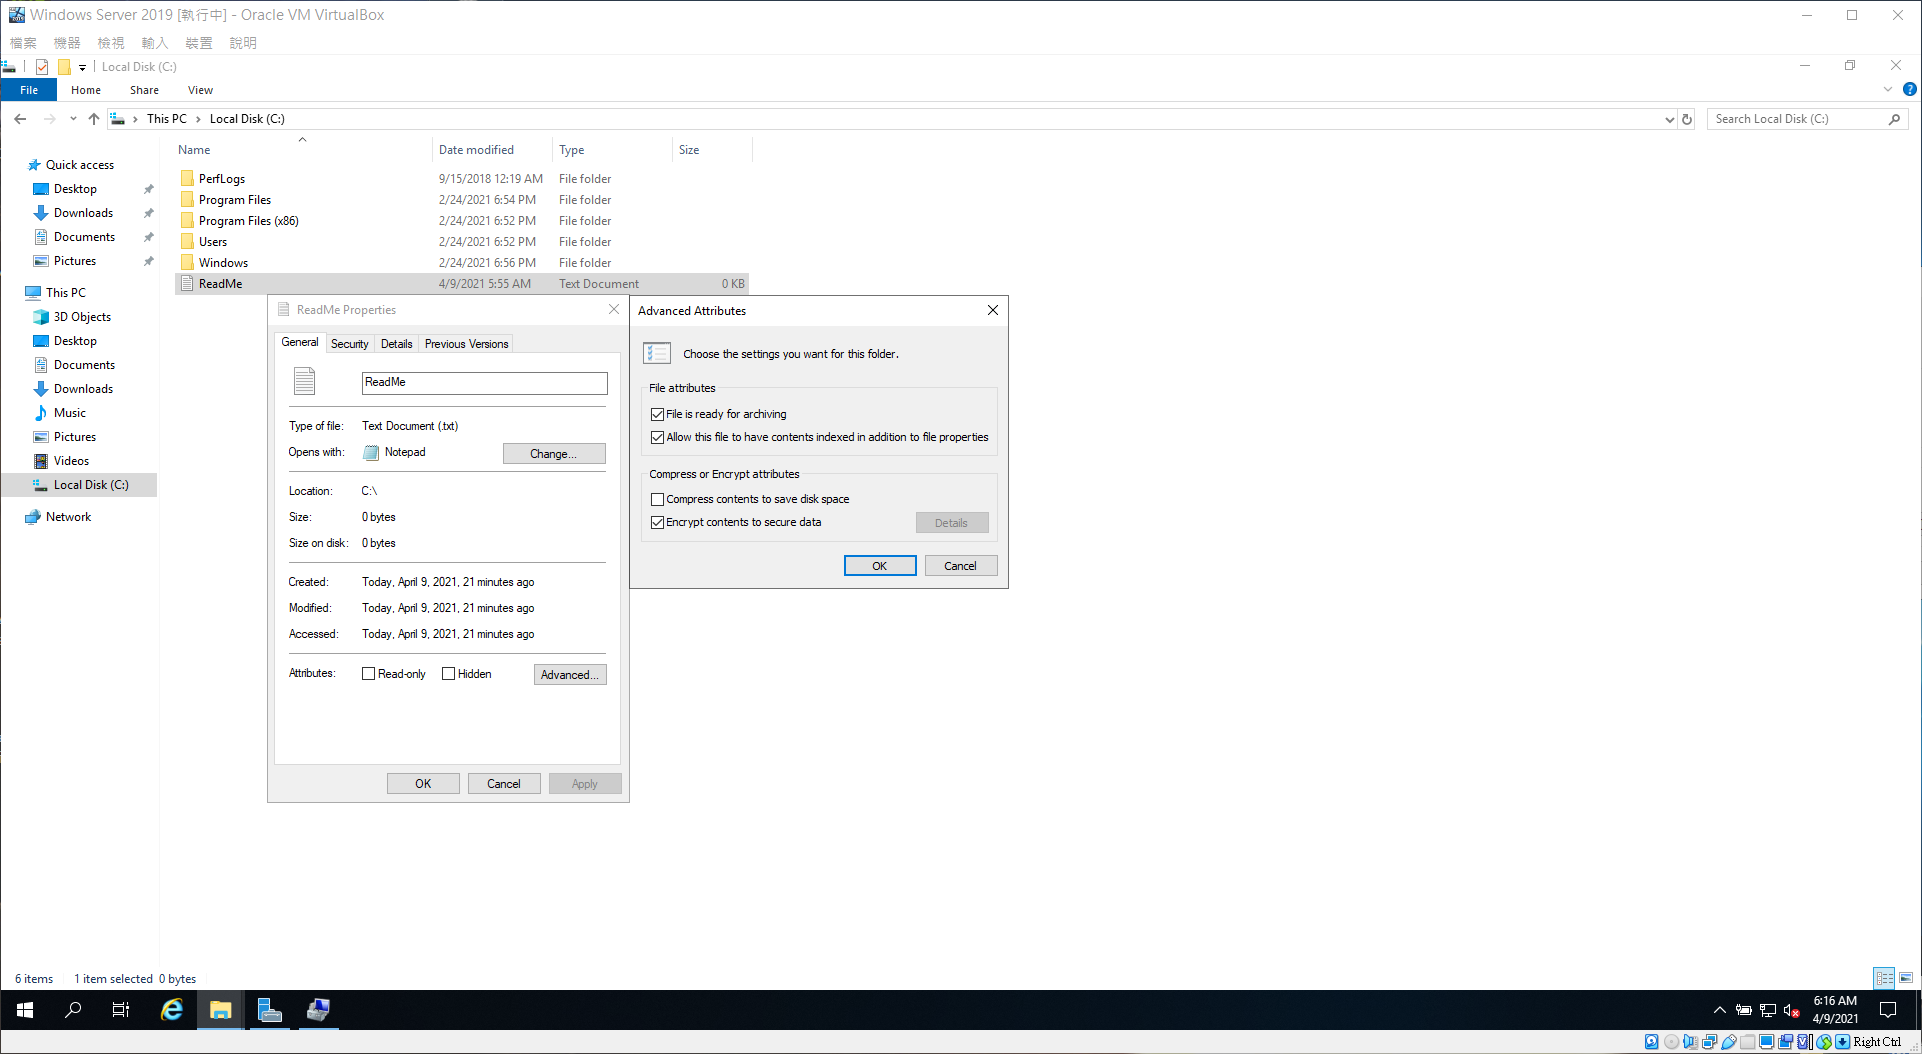 Windows Server 2019 [執行中] - Oracle VM VirtualBox
檔案 機器 檢視 輸入 裝置 說明
Local Disk (C:)
File Home Share View
This PC > Local Disk (C:)
Search Local Disk (C:)
Name Date modified Type Size
Quick access
Desktop
Downloads
Documents
Pictures
This PC
3D Objects
Desktop
Documents
Downloads
Music
Pictures
Videos
Local Disk (C:)
Network
PerfLogs 9/15/2018 12:19 AM File folder
Program Files 2/24/2021 6:54 PM File folder
Program Files (x86) 2/24/2021 6:52 PM File folder
Users 2/24/2021 6:52 PM File folder
Windows 2/24/2021 6:56 PM File folder
ReadMe 4/9/2021 5:55 AM Text Document 0 KB
ReadMe Properties
General Security Details Previous Versions
ReadMe
Type of file: Text Document (.txt)
Opens with: Notepad Change...
Location: C:\
Size: 0 bytes
Size on disk: 0 bytes
Created: Today, April 9, 2021, 21 minutes ago
Modified: Today, April 9, 2021, 21 minutes ago
Accessed: Today, April 9, 2021, 21 minutes ago
Attributes: Read-only Hidden Advanced...
OK Cancel Apply
Advanced Attributes
Choose the settings you want for this folder.
File attributes
File is ready for archiving
Allow this file to have contents indexed in addition to file properties
Compress or Encrypt attributes
Compress contents to save disk space
Encrypt contents to secure data Details
OK Cancel
6 items 1 item selected 0 bytes
6:16 AM
4/9/2021
Right Ctrl